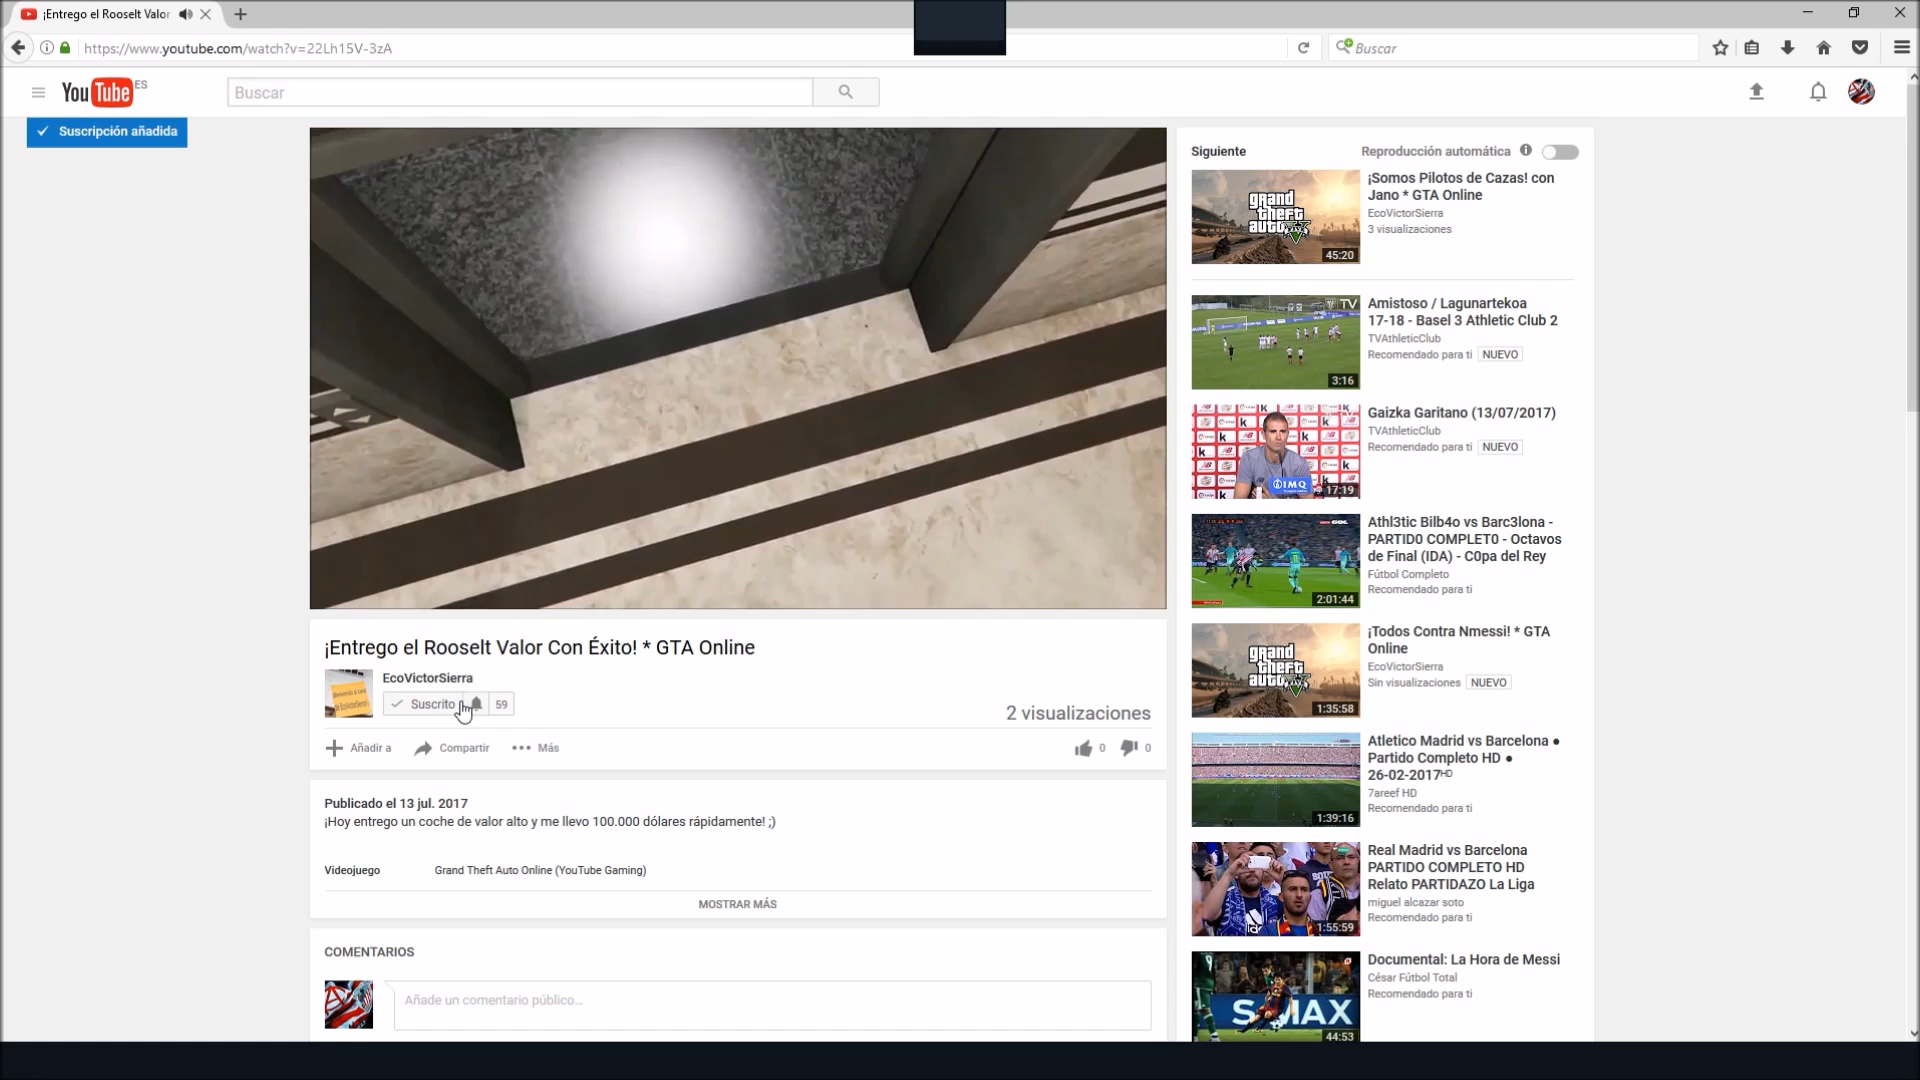 ¡Entrego el Rooselt Valor
https://www.youtube.com/watch?v=22Lh15V-3zA
Buscar
YouTube ES
Buscar
Suscripción añadida
¡Entrego el Rooselt Valor Con Éxito! * GTA Online
EcoVictorSierra
Suscrito 59
2 visualizaciones
Añadir a Compartir Más 0 0
Publicado el 13 jul. 2017
¡Hoy entrego un coche de valor alto y me llevo 100.000 dólares rápidamente! ;)
Videojuego Grand Theft Auto Online (YouTube Gaming)
MOSTRAR MÁS
COMENTARIOS
Añade un comentario público...
Siguiente Reproducción automática
grand
theft
auto V
45:20
¡Somos Pilotos de Cazas! con
Jano * GTA Online
EcoVictorSierra
3 visualizaciones
TV
3:16
Amistoso / Lagunartekoa
17-18 - Basel 3 Athletic Club 2
TVAthleticClub
Recomendado para ti NUEVO
IMQ
17:19
Gaizka Garitano (13/07/2017)
TVAthleticClub
Recomendado para ti NUEVO
2:01:44
Athl3tic Bilb4o vs Barc3lona -
PARTID0 COMPLET0 - Octavos
de Final (IDA) - C0pa del Rey
Fútbol Completo
Recomendado para ti
grand
theft
auto V
1:35:58
¡Todos Contra Nmessi! * GTA
Online
EcoVictorSierra
Sin visualizaciones NUEVO
1:39:16
Atletico Madrid vs Barcelona ●
Partido Completo HD ●
26-02-2017ᴴᴰ
7areef HD
Recomendado para ti
1:55:59
Real Madrid vs Barcelona
PARTIDO COMPLETO HD
Relato PARTIDAZO La Liga
miguel alcazar soto
Recomendado para ti
44:53
Documental: La Hora de Messi
César Fútbol Total
Recomendado para ti